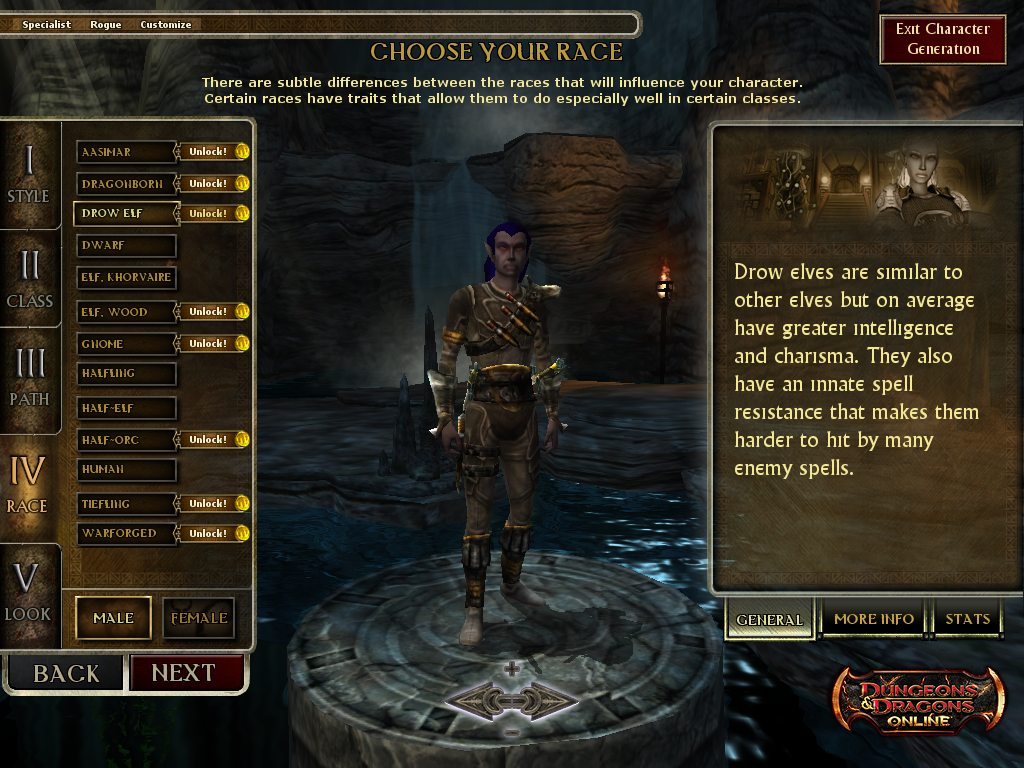 Specialist Rogue Customize
Exit Character
Generation
CHOOSE YOUR RACE
There are subtle differences between the races that will influence your character.
Certain races have traits that allow them to do especially well in certain classes.
I
STYLE
II
CLASS
III
PATH
IV
RACE
V
LOOK
AASIMAR Unlock!
DRAGONBORN Unlock!
DROW ELF Unlock!
DWARF
ELF, KHORVAIRE
ELF, WOOD Unlock!
GNOME Unlock!
HALFLING
HALF-ELF
HALF-ORC Unlock!
HUMAN
TIEFLING Unlock!
WARFORGED Unlock!
MALE FEMALE
BACK NEXT
Drow elves are similar to
other elves but on average
have greater intelligence
and charisma. They also
have an innate spell
resistance that makes them
harder to hit by many
enemy spells.
GENERAL MORE INFO STATS
+
-
DUNGEONS
& DRAGONS
ONLINE